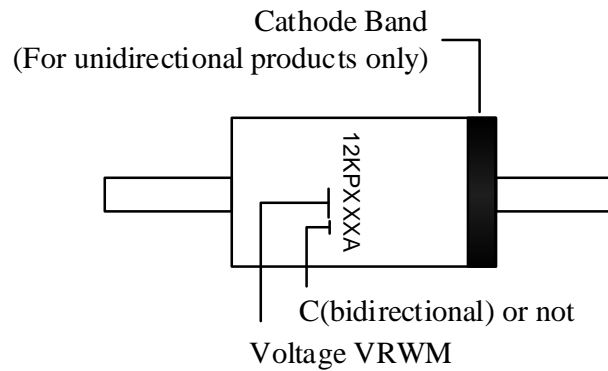 Cathode Band
(For unidirectional products only)
12KPXXXA
C(bidirectional) or not
Voltage VRWM